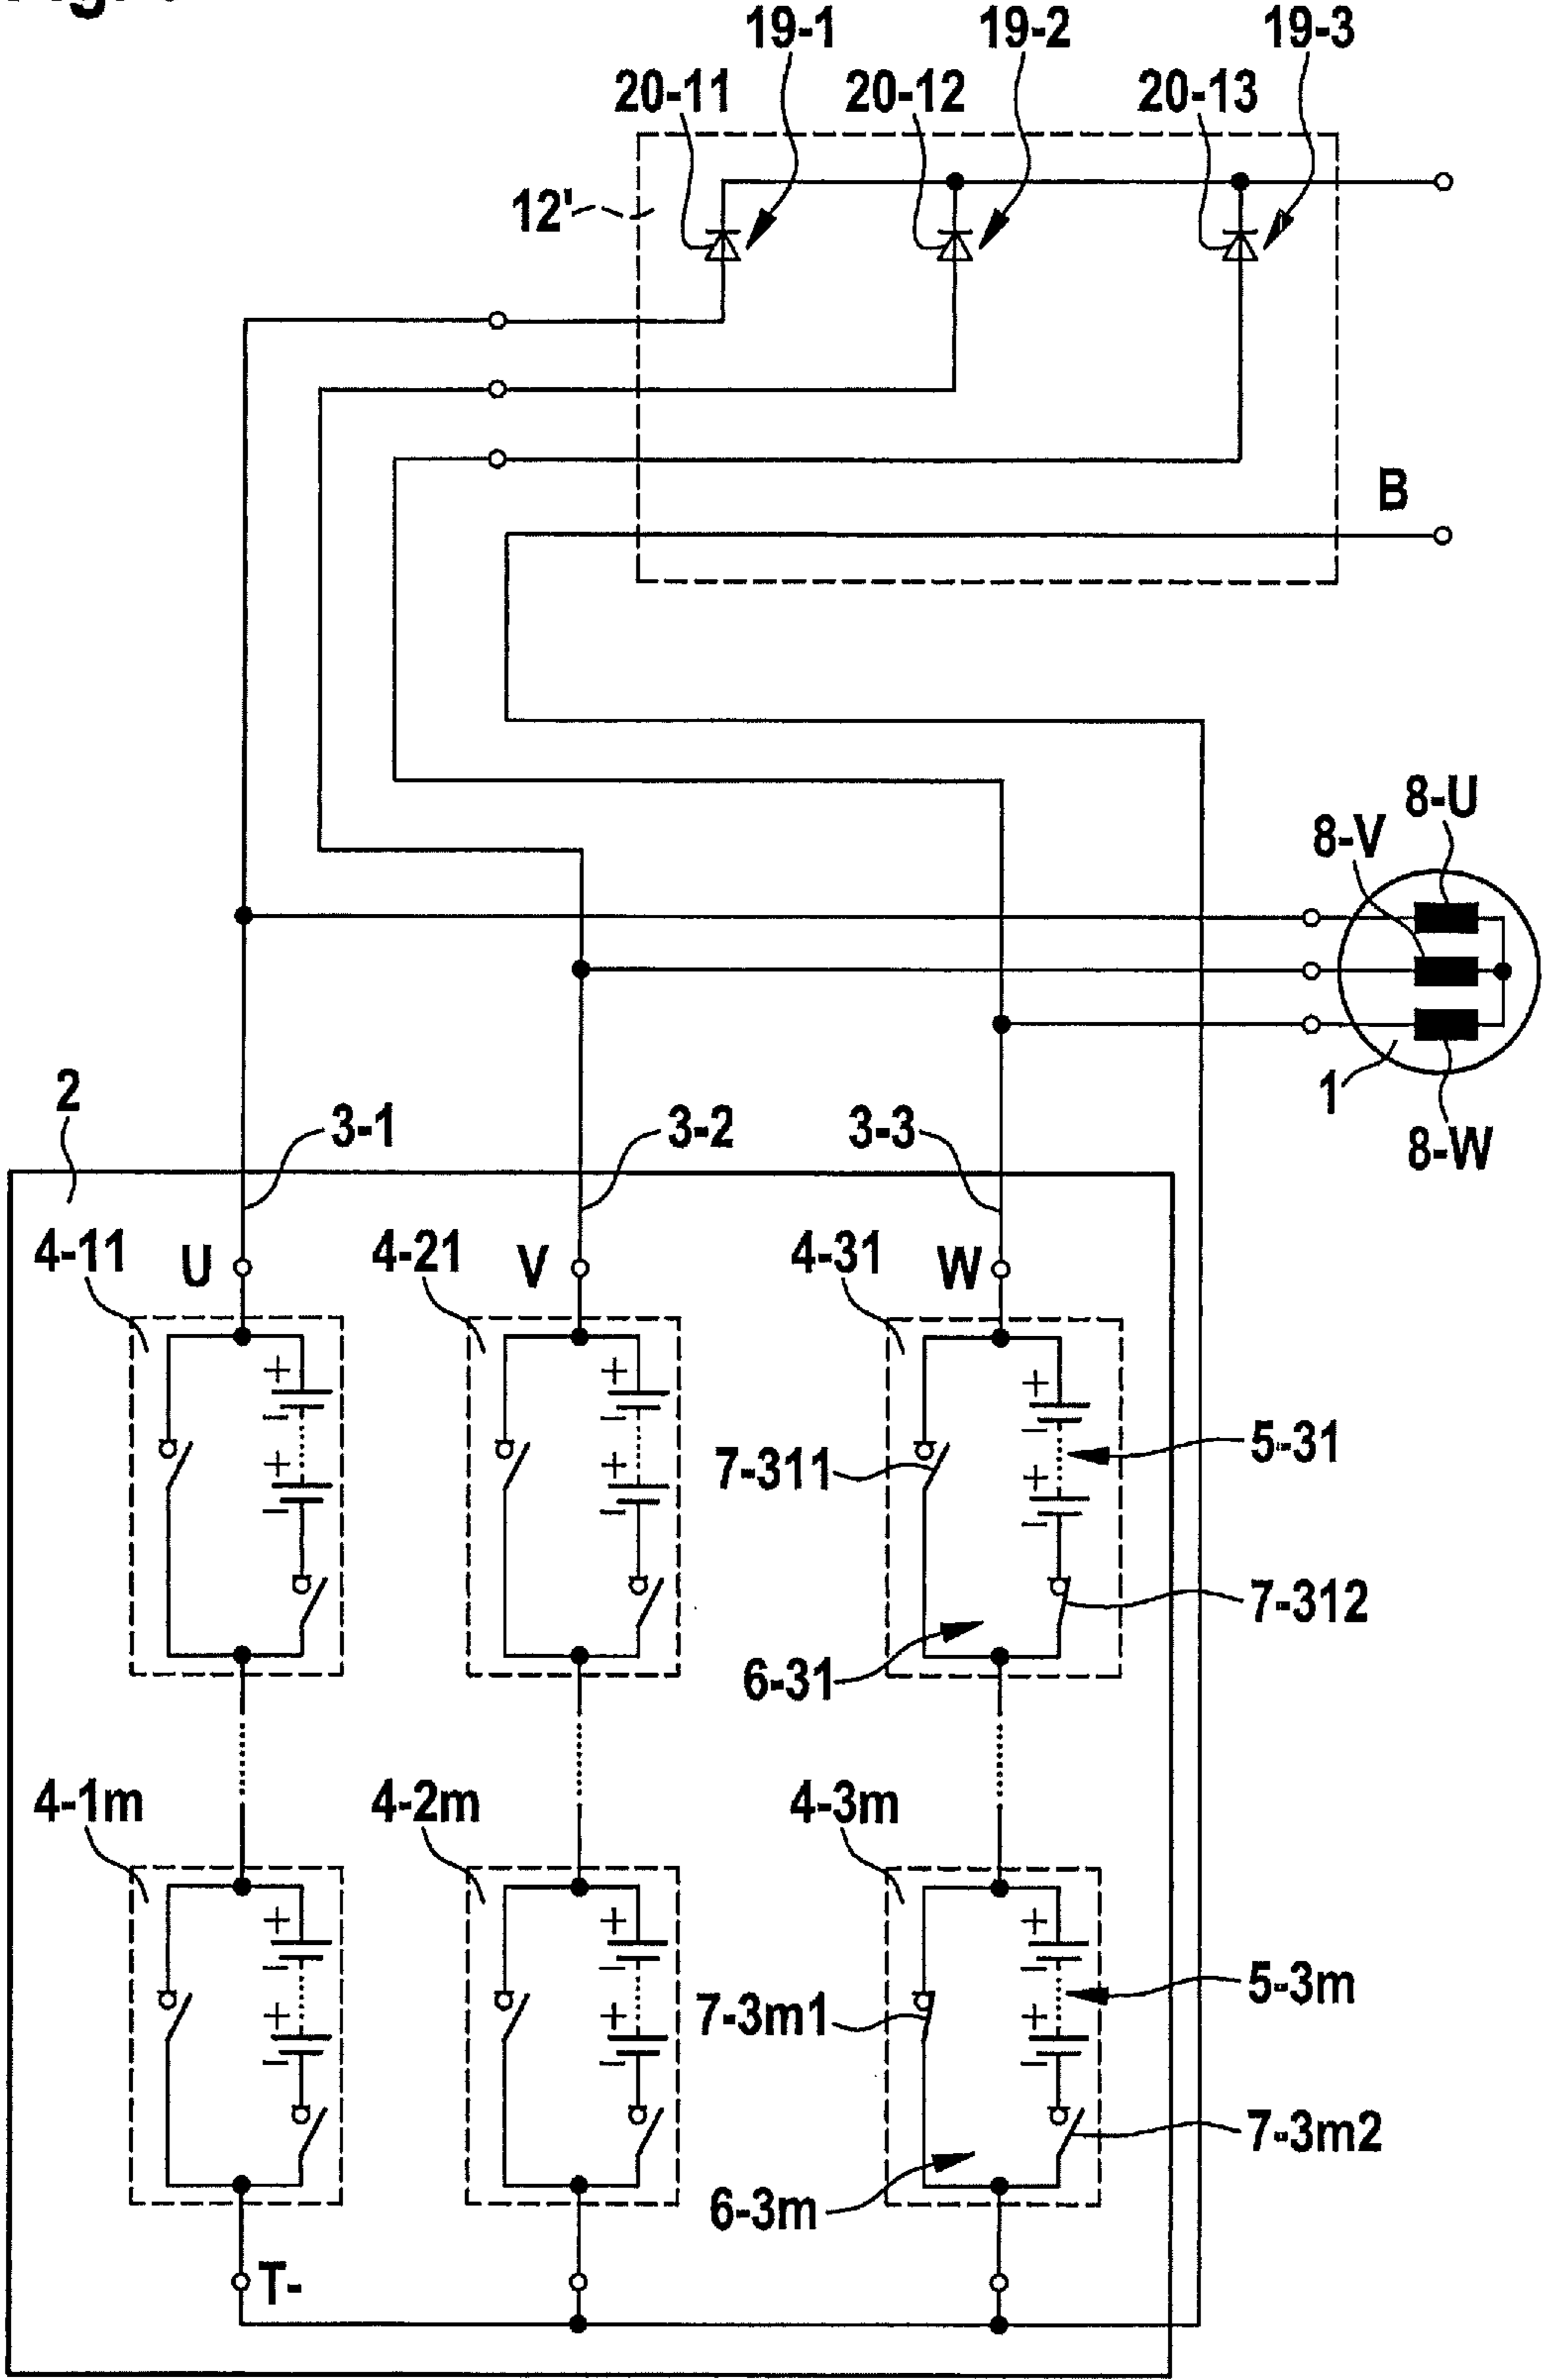 19-1 19-2 19-3
20-11 20-12 20-13
12'
B
8-U
8-V
1
8-W
2
3-1 3-2 3-3
4-11 U 4-21 V 4-31 W
+ + +
- - -
+ + +
- - -
7-311
5-31
7-312
6-31
4-1m 4-2m 4-3m
+ + +
- - -
+ + +
- - -
7-3m1
5-3m
7-3m2
6-3m
T-